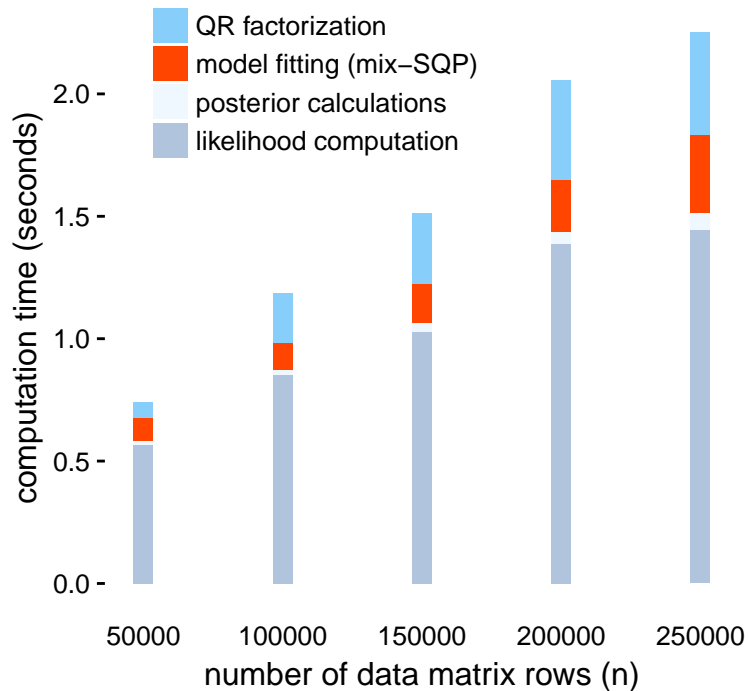 QR factorization
model fitting (mix−SQP)
posterior calculations
likelihood computation
computation time (seconds)
2.0
1.5
1.0
0.5
0.0
50000 100000 150000 200000 250000
number of data matrix rows (n)